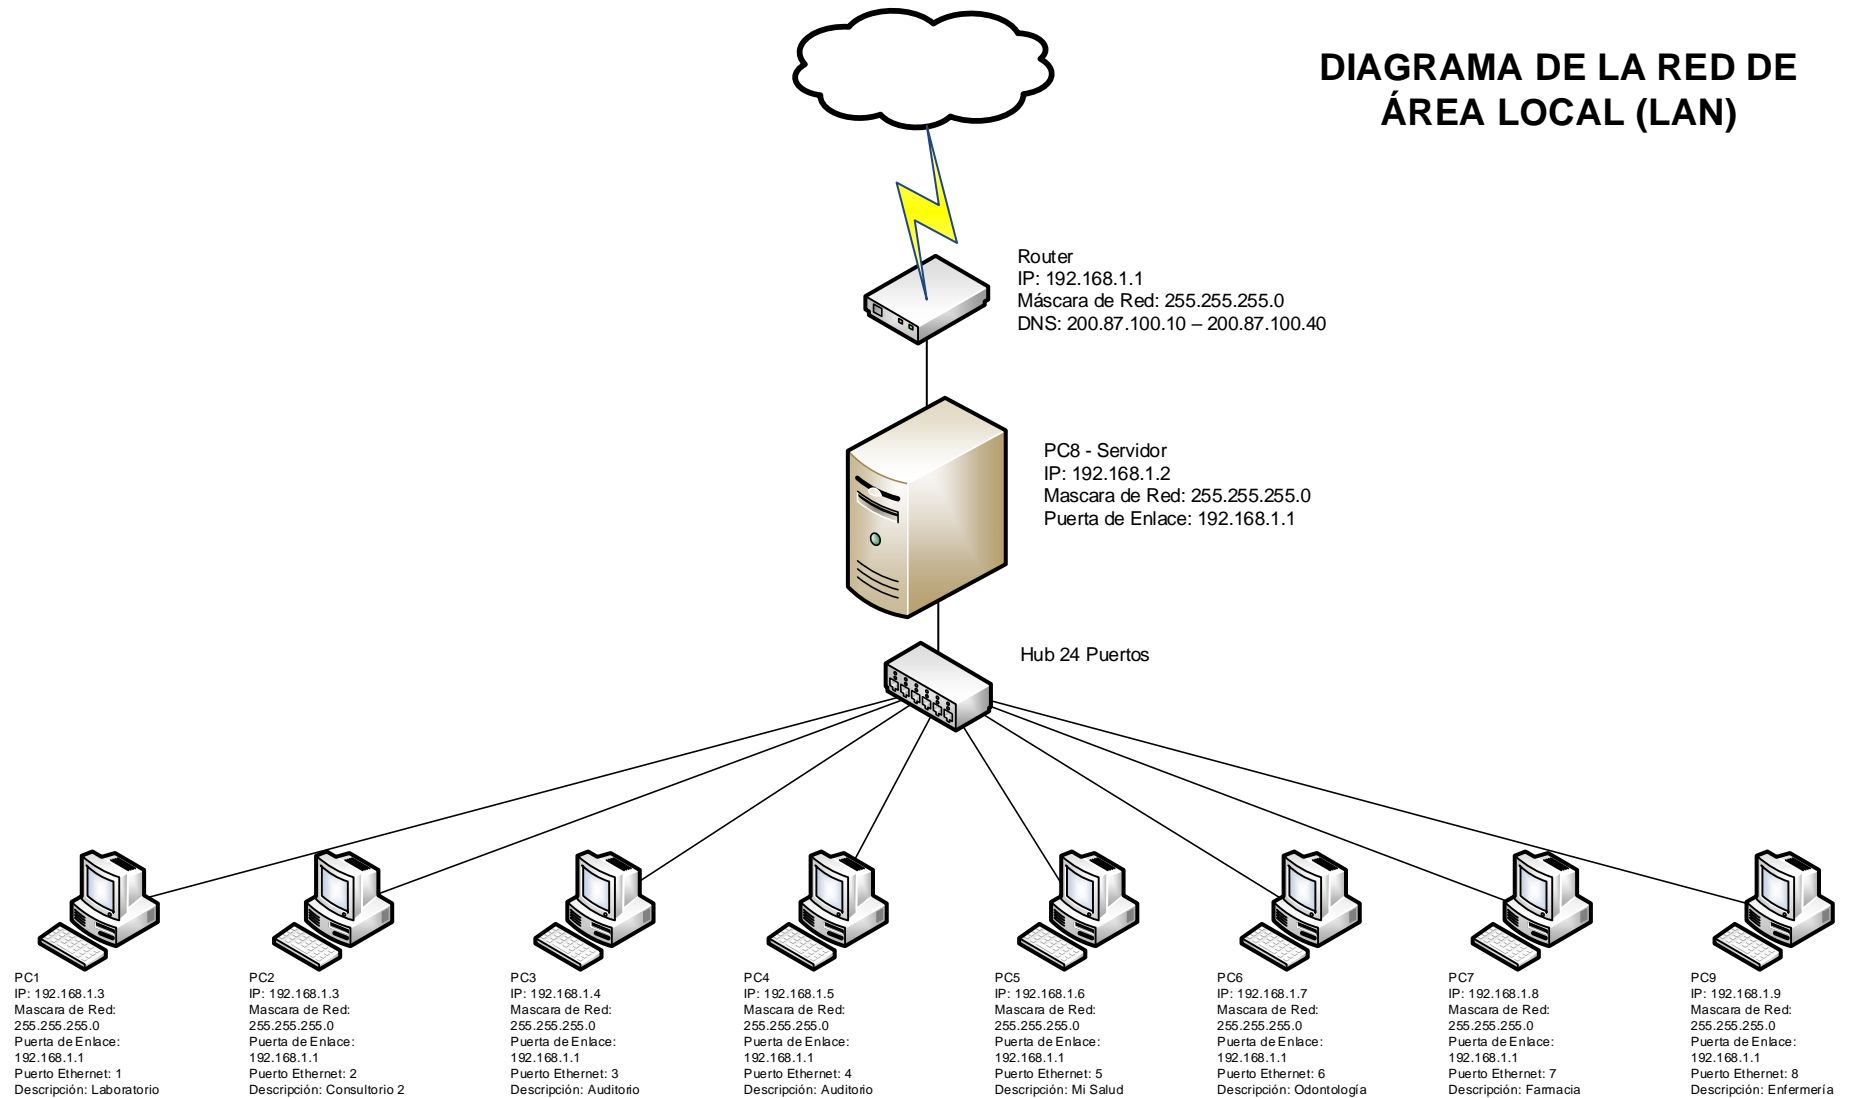 DIAGRAMA DE LA RED DE
ÁREA LOCAL (LAN)
Router
IP: 192.168.1.1
Máscara de Red: 255.255.255.0
DNS: 200.87.100.10 – 200.87.100.40
PC8 - Servidor
IP: 192.168.1.2
Mascara de Red: 255.255.255.0
Puerta de Enlace: 192.168.1.1
Hub 24 Puertos
PC1
IP: 192.168.1.3
Mascara de Red:
255.255.255.0
Puerta de Enlace:
192.168.1.1
Puerto Ethernet: 1
Descripción: Laboratorio
PC2
IP: 192.168.1.3
Mascara de Red:
255.255.255.0
Puerta de Enlace:
192.168.1.1
Puerto Ethernet: 2
Descripción: Consultorio 2
PC3
IP: 192.168.1.4
Mascara de Red:
255.255.255.0
Puerta de Enlace:
192.168.1.1
Puerto Ethernet: 3
Descripción: Auditorio
PC4
IP: 192.168.1.5
Mascara de Red:
255.255.255.0
Puerta de Enlace:
192.168.1.1
Puerto Ethernet: 4
Descripción: Auditorio
PC5
IP: 192.168.1.6
Mascara de Red:
255.255.255.0
Puerta de Enlace:
192.168.1.1
Puerto Ethernet: 5
Descripción: Mi Salud
PC6
IP: 192.168.1.7
Mascara de Red:
255.255.255.0
Puerta de Enlace:
192.168.1.1
Puerto Ethernet: 6
Descripción: Odontología
PC7
IP: 192.168.1.8
Mascara de Red:
255.255.255.0
Puerta de Enlace:
192.168.1.1
Puerto Ethernet: 7
Descripción: Farmacia
PC9
IP: 192.168.1.9
Mascara de Red:
255.255.255.0
Puerta de Enlace:
192.168.1.1
Puerto Ethernet: 8
Descripción: Enfermería